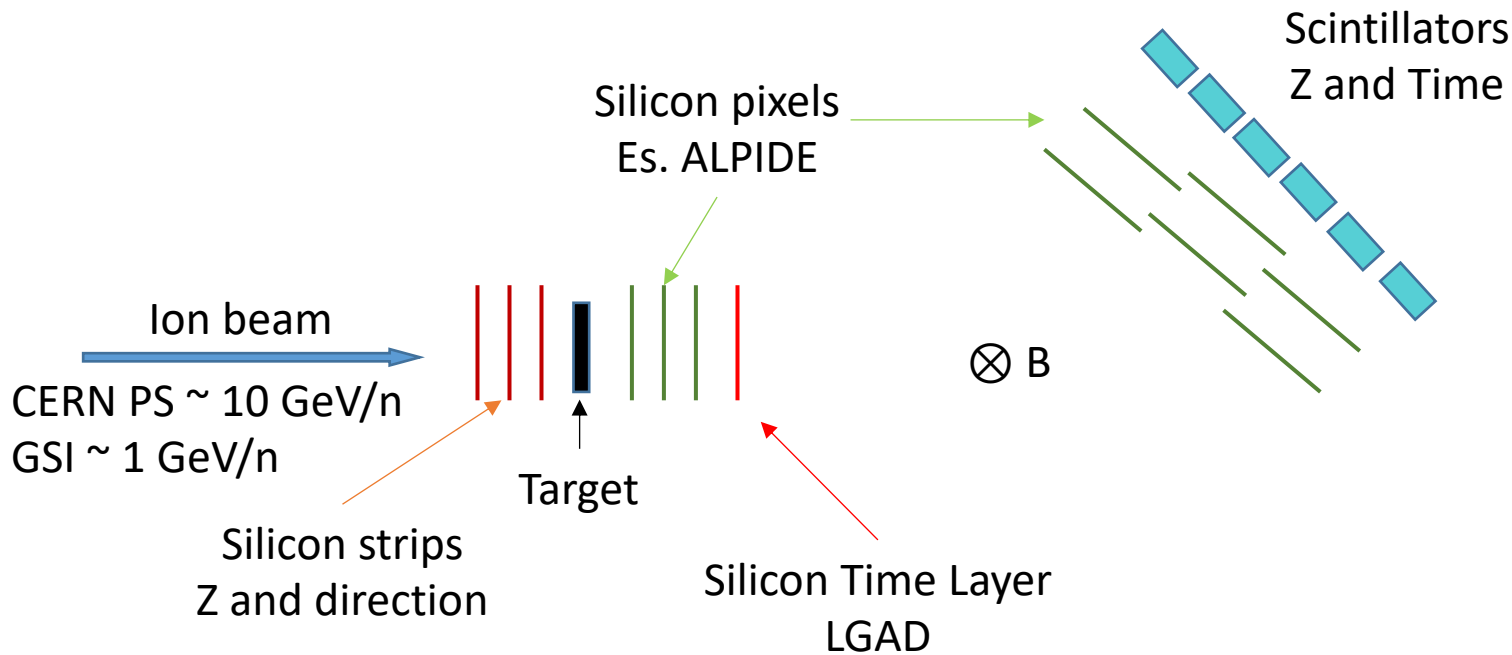 Scintillators
Z and Time
Silicon pixels
Es. ALPIDE
Ion beam
CERN PS ~ 10 GeV/n
GSI ~ 1 GeV/n
B
Target
Silicon strips
Z and direction
Silicon Time Layer
LGAD